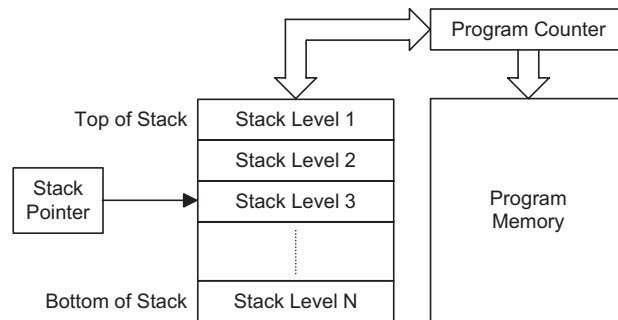 Program Counter
Top of Stack
Stack Level 1
Stack Level 2
Stack
Pointer
Stack Level 3
Program
Memory
Bottom of Stack
Stack Level N